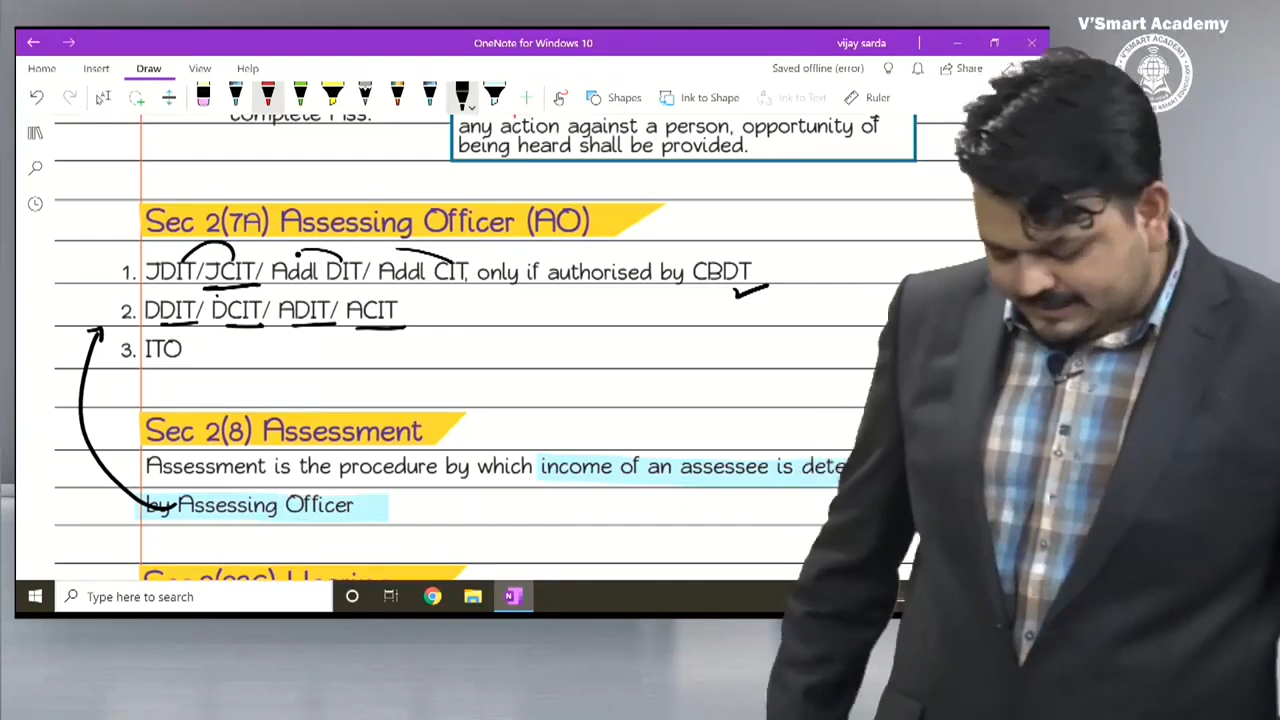 V'Smart Academy
OneNote for Windows 10
vijay sarda
Home Insert Draw View Help
Saved offline (error) Share
Shapes Ink to Shape Ink to Text Ruler
complete
any action against a person, opportunity of
being heard shall be provided.
Sec 2(7A) Assessing Officer (AO)
1. JDIT/JCIT/ Addl DIT/ Addl CIT, only if authorised by CBDT
2. DDIT/ DCIT/ ADIT/ ACIT
3. ITO
Sec 2(8) Assessment
Assessment is the procedure by which income of an assessee is dete
by Assessing Officer
Type here to search